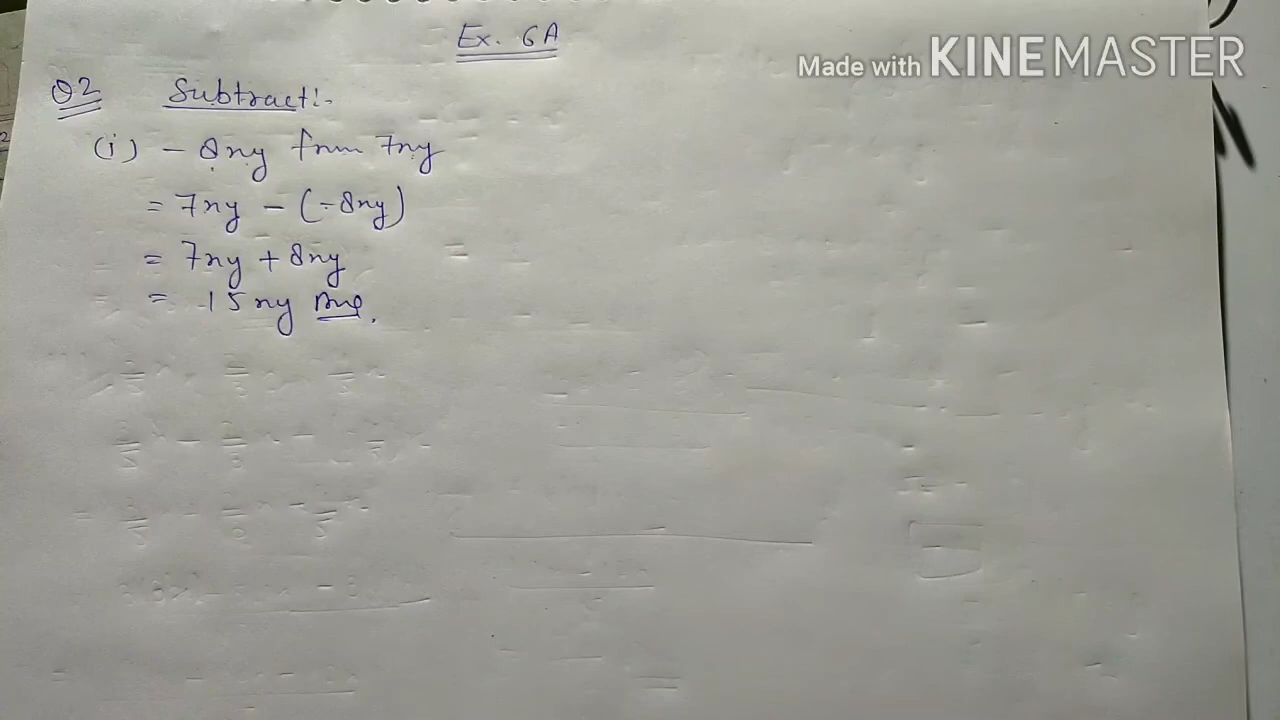 Ex. 6A
Made with KINEMASTER
Q2 Subtract:-
(i) - 8xy from 7xy
= 7xy - (-8xy)
= 7xy + 8xy
= 15xy Ans.